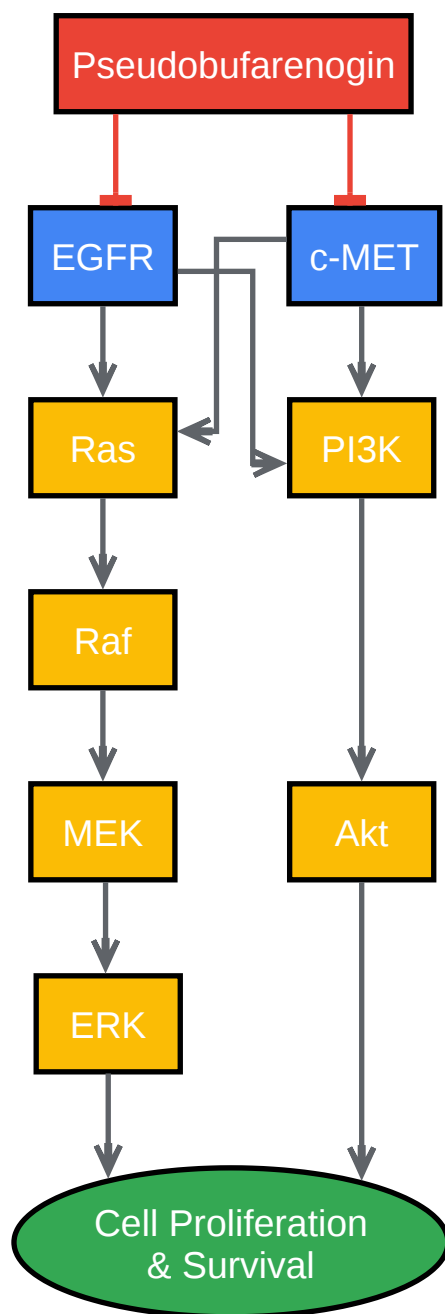 Pseudobufarenogin
EGFR
c-MET
Ras
PI3K
Raf
MEK
Akt
ERK
Cell Proliferation
& Survival